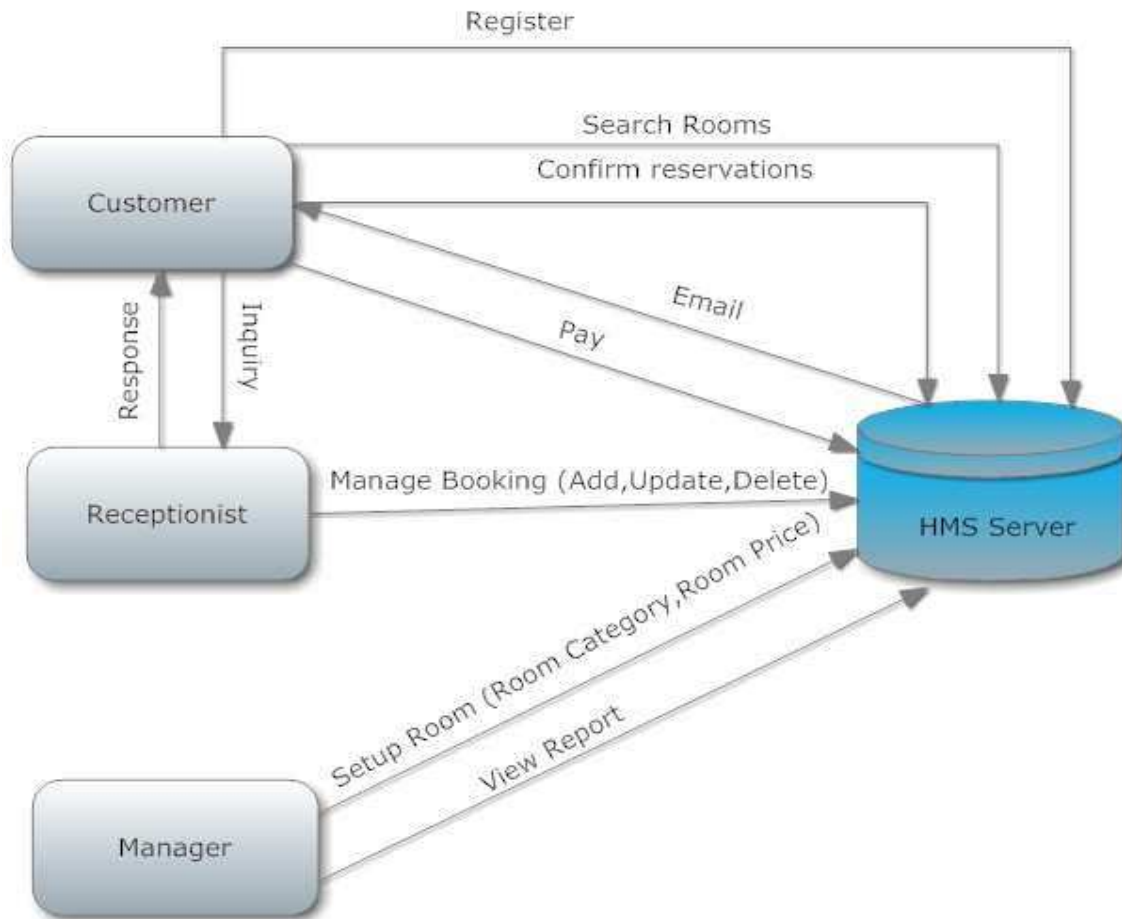 Register
Search Rooms
Confirm reservations
Customer
Email
Pay
Response
Inquiry
Manage Booking (Add,Update,Delete)
Receptionist
HMS Server
Setup Room (Room Category,Room Price)
View Report
Manager